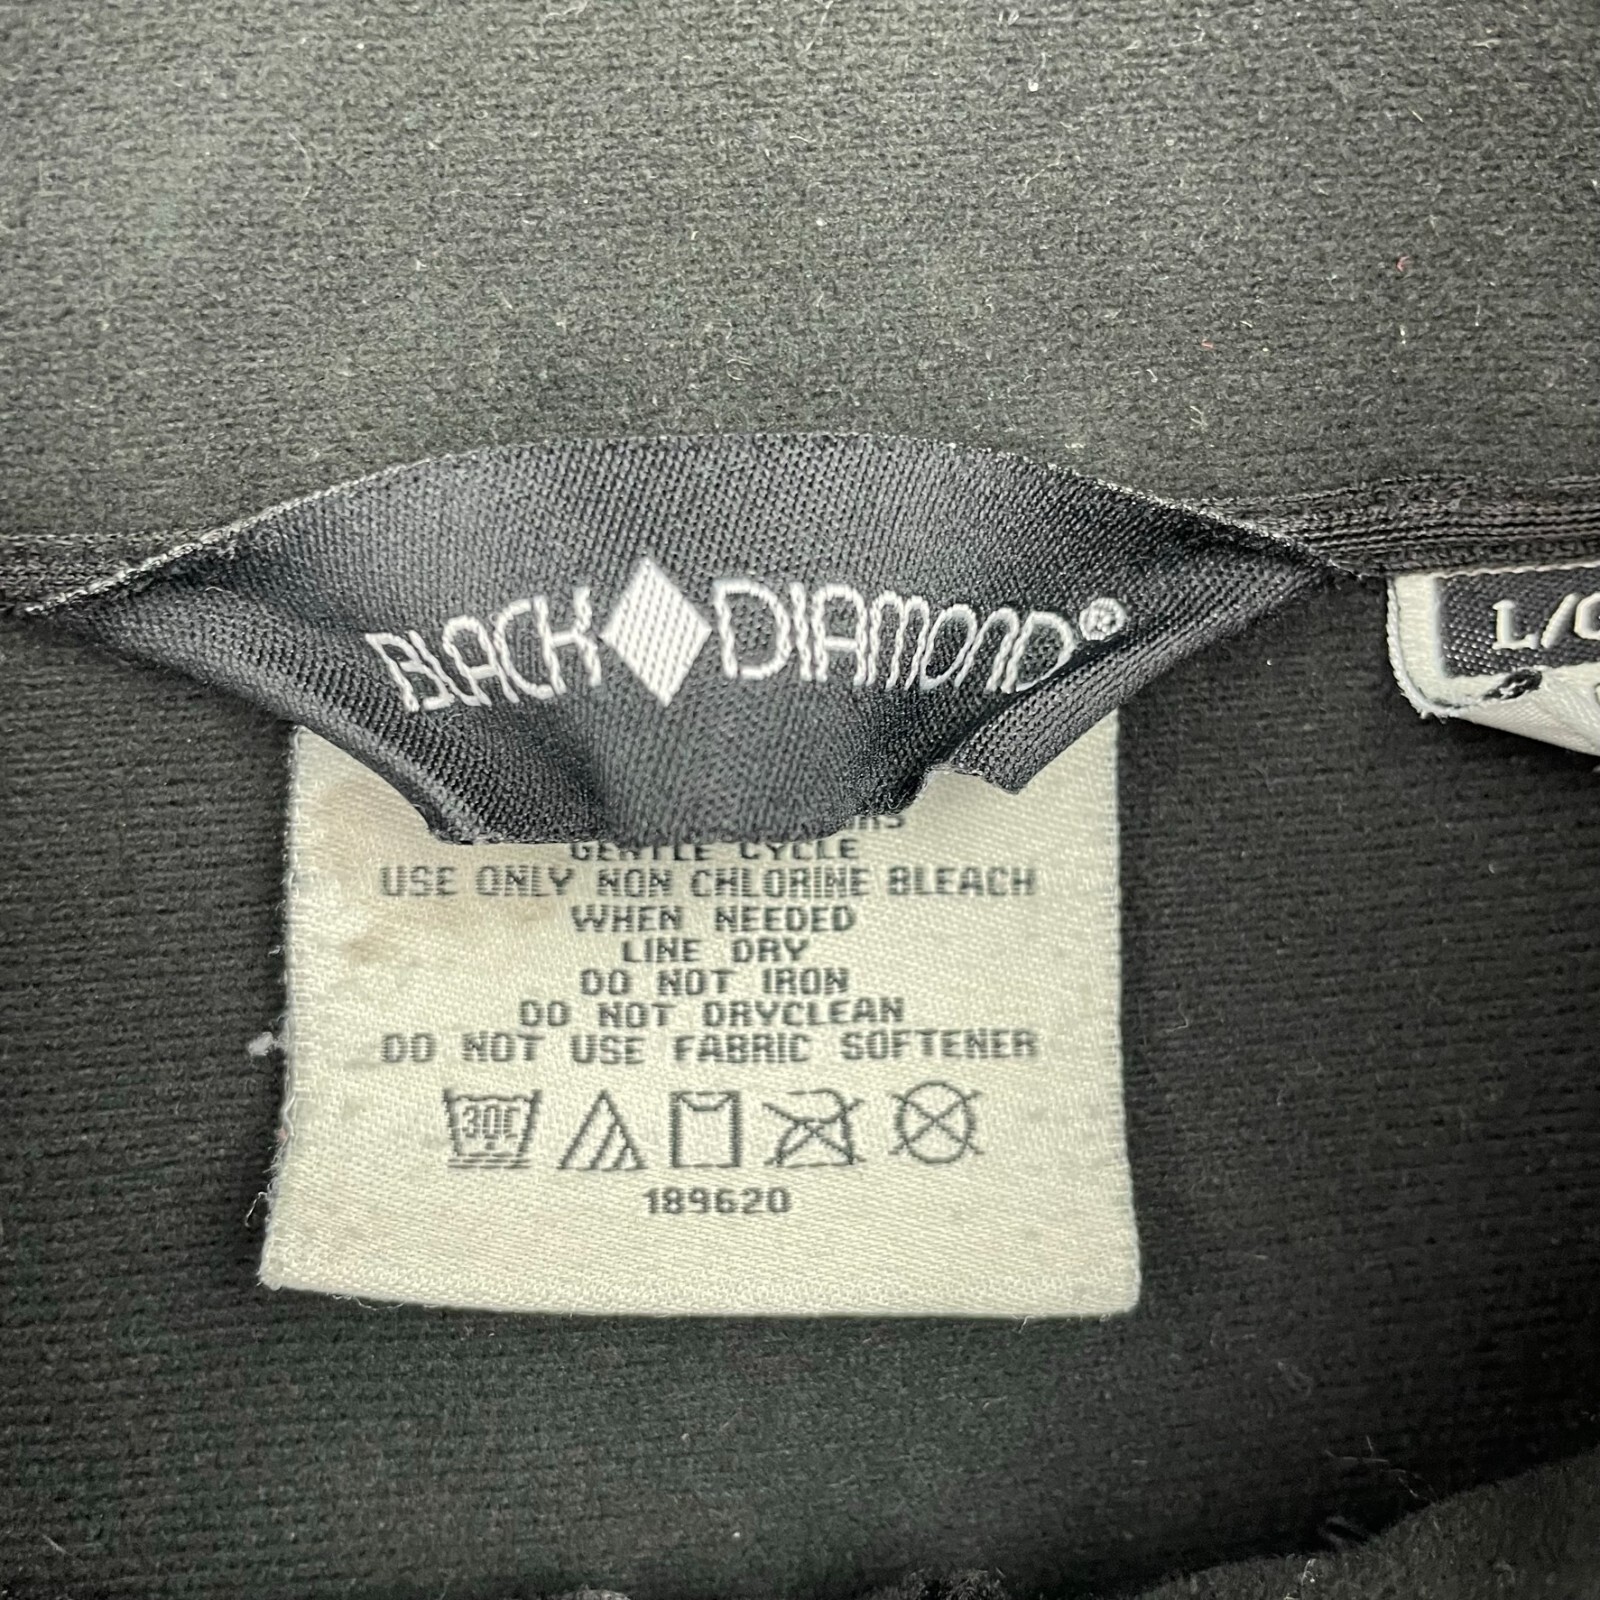 BLACK DIAMOND®
L/
GENTLE CYCLE
USE ONLY NON CHLORINE BLEACH
WHEN NEEDED
LINE DRY
DO NOT IRON
DO NOT DRYCLEAN
DO NOT USE FABRIC SOFTENER
30C
189620